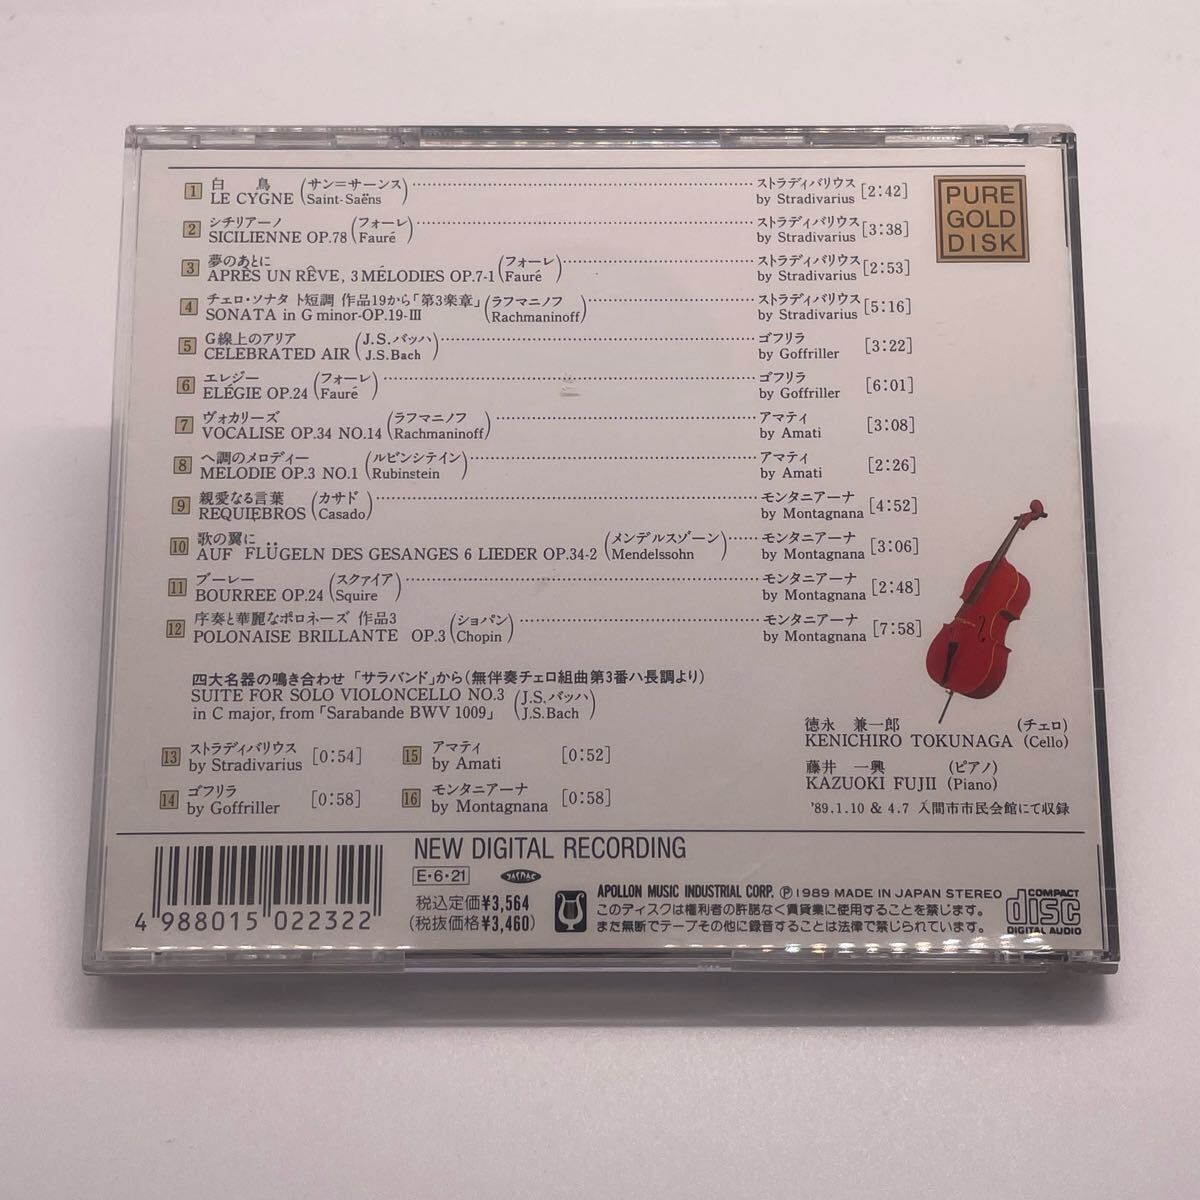 1 白鳥 (サン=サーンス) ストラディバリウス [2:42]
LE CYGNE (Saint-Saëns) by Stradivarius
2 シチリアーノ (フォーレ) ストラディバリウス [3:38]
SICILIENNE OP.78 (Fauré) by Stradivarius
3 夢のあとに (フォーレ) ストラディバリウス [2:53]
APRÈS UN RÊVE, 3 MÉLODIES OP.7-1 (Fauré) by Stradivarius
4 チェロ・ソナタ ト短調 作品19から「第3楽章」 (ラフマニノフ) ストラディバリウス [5:16]
SONATA in G minor-OP.19-Ⅲ (Rachmaninoff) by Stradivarius
5 G線上のアリア (J.S.バッハ) ゴフリラ [3:22]
CELEBRATED AIR (J.S.Bach) by Goffriller
6 エレジー (フォーレ) ゴフリラ [6:01]
ELÉGIE OP.24 (Fauré) by Goffriller
7 ヴォカリーズ (ラフマニノフ) アマティ [3:08]
VOCALISE OP.34 NO.14 (Rachmaninoff) by Amati
8 ヘ調のメロディー (ルビンシテイン) アマティ [2:26]
MELODIE OP.3 NO.1 (Rubinstein) by Amati
9 親愛なる言葉 (カサド) モンタニアーナ [4:52]
REQUIEBROS (Casado) by Montagnana
10 歌の翼に (メンデルスゾーン) モンタニアーナ [3:06]
AUF FLÜGELN DES GESANGES 6 LIEDER OP.34-2 (Mendelssohn) by Montagnana
11 ブーレー (スクァイア) モンタニアーナ [2:48]
BOURREE OP.24 (Squire) by Montagnana
12 序奏と華麗なポロネーズ 作品3 (ショパン) モンタニアーナ [7:58]
POLONAISE BRILLANTE OP.3 (Chopin) by Montagnana
PURE
GOLD
DISK
四大名器の鳴き合わせ 「サラバンド」から(無伴奏チェロ組曲第3番ハ長調より)
SUITE FOR SOLO VIOLONCELLO NO.3 (J.S.バッハ)
in C major, from「Sarabande BWV 1009」 (J.S.Bach)
13 ストラディバリウス [0:54]
by Stradivarius
14 ゴフリラ [0:58]
by Goffriller
15 アマティ [0:52]
by Amati
16 モンタニアーナ [0:58]
by Montagnana
徳永 兼一郎 (チェロ)
KENICHIRO TOKUNAGA (Cello)
藤井 一興 (ピアノ)
KAZUOKI FUJII (Piano)
'89.1.10 & 4.7 入間市市民会館にて収録
NEW DIGITAL RECORDING
E・6・21 JASRAC
税込定価¥3,564
(税抜価格¥3,460)
4 988015 022322
APOLLON MUSIC INDUSTRIAL CORP. Ⓟ1989 MADE IN JAPAN STEREO
このディスクは権利者の許諾なく賃貸業に使用することを禁じます。
また無断でテープその他に録音することは法律で禁じられています。
COMPACT
disc
DIGITAL AUDIO